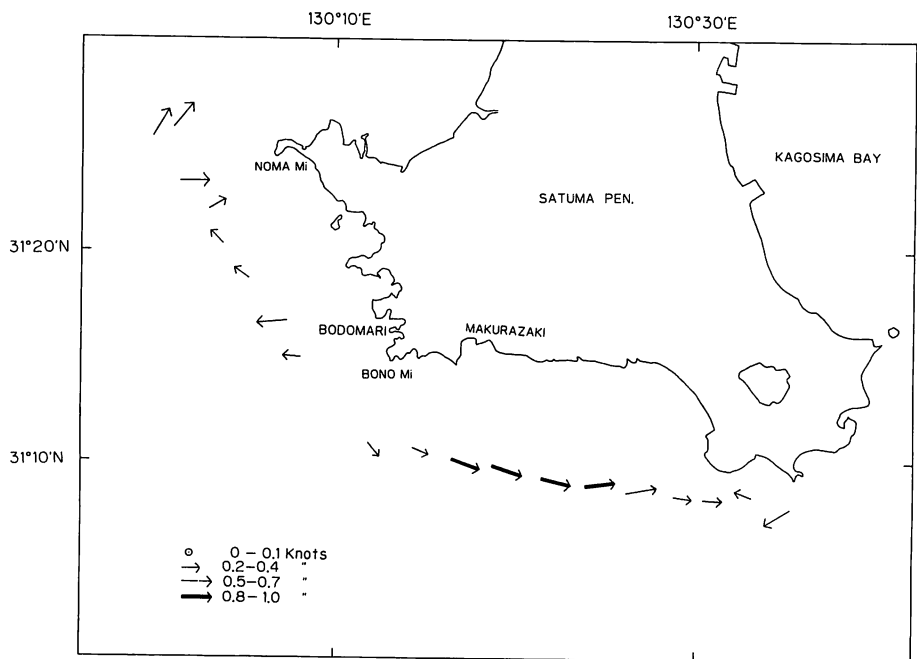 130°10'E
130°30'E
NOMA Mi
KAGOSIMA BAY
SATUMA PEN.
31°20'N
BODOMARI
MAKURAZAKI
BONO Mi
31°10'N
0 – 0.1 Knots
0.2–0.4 "
0.5–0.7 "
0.8–1.0 "